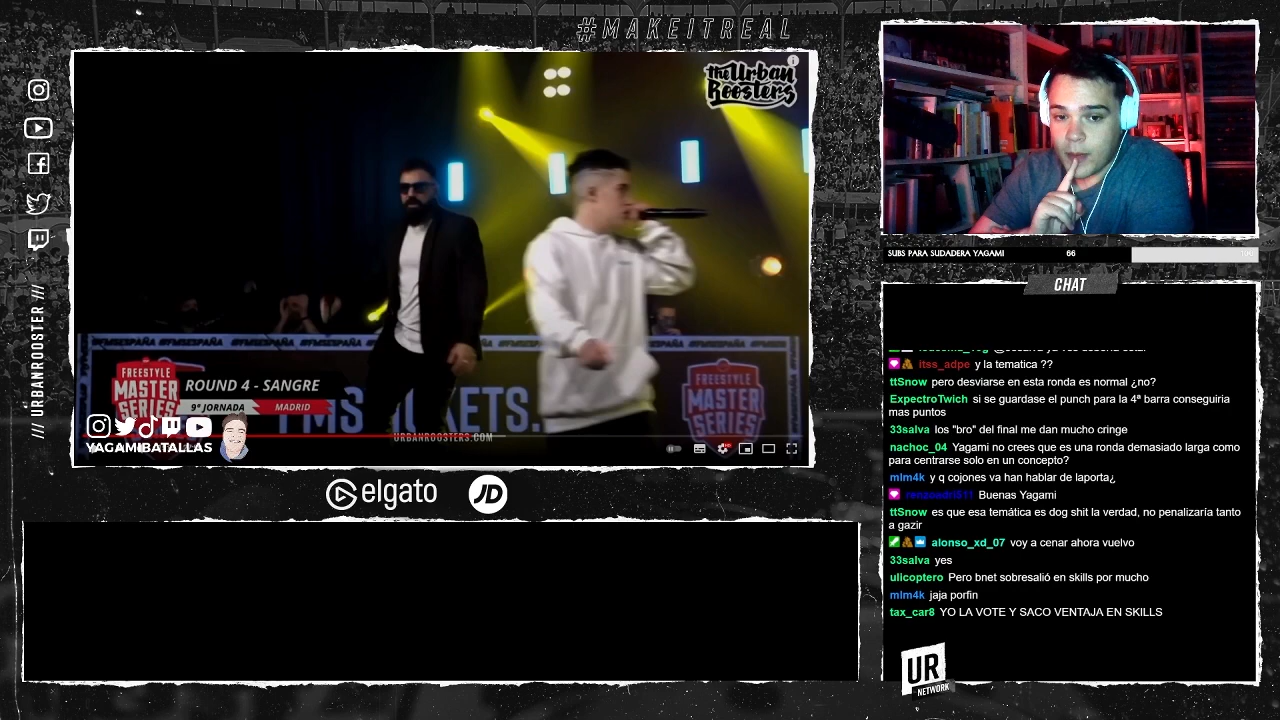 #MAKEITREAL
the Urban
Roosters
/// URBANROOSTER ///
#FMSESPAÑA
FREESTYLE
MASTER
SERIES
ROUND 4 - SANGRE
9ª JORNADA
MADRID
FREESTYLE
MASTER
SERIES
URBANROOSTERS.COM
YAGAMIBATALLAS
elgato
JD
SUBS PARA SUDADERA YAGAMI 66 100
CHAT
itss_adpe y la tematica ??
ttSnow pero desviarse en esta ronda es normal ¿no?
ExpectroTwich si se guardase el punch para la 4ª barra conseguiria
mas puntos
33salva los "bro" del final me dan mucho cringe
nachoc_04 Yagami no crees que es una ronda demasiado larga como
para centrarse solo en un concepto?
mlm4k y q cojones va han hablar de laporta¿
Buenas Yagami
ttSnow es que esa temática es dog shit la verdad, no penalizaría tanto
a gazir
alonso_xd_07 voy a cenar ahora vuelvo
33salva yes
ulicoptero Pero bnet sobresalió en skills por mucho
mlm4k jaja porfin
tax_car8 YO LA VOTE Y SACO VENTAJA EN SKILLS
UR
NETWORK